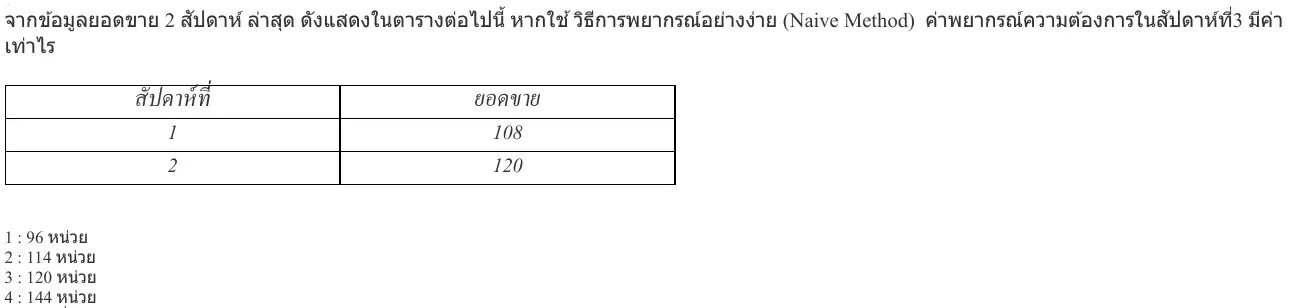 จากข้อมูลยอดขาย 2 สัปดาห์ ล่าสุด ดังแสดงในตารางต่อไปนี้ หากใช้ วิธีการพยากรณ์อย่างง่าย (Naive Method) ค่าพยากรณ์ความต้องการในสัปดาห์ที่3 มีค่า
เท่าไร
สัปดาห์ที่ ยอดขาย
1 108
2 120
1 : 96 หน่วย
2 : 114 หน่วย
3 : 120 หน่วย
4 : 144 หน่วย